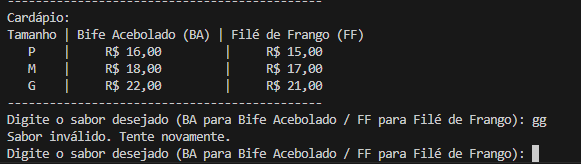 ---------------------------------------------
Cardápio:
Tamanho | Bife Acebolado (BA) | Filé de Frango (FF)
   P    |     R$ 16,00        |    R$ 15,00
   M    |     R$ 18,00        |    R$ 17,00
   G    |     R$ 22,00        |    R$ 21,00
---------------------------------------------
Digite o sabor desejado (BA para Bife Acebolado / FF para Filé de Frango): gg
Sabor inválido. Tente novamente.
Digite o sabor desejado (BA para Bife Acebolado / FF para Filé de Frango):